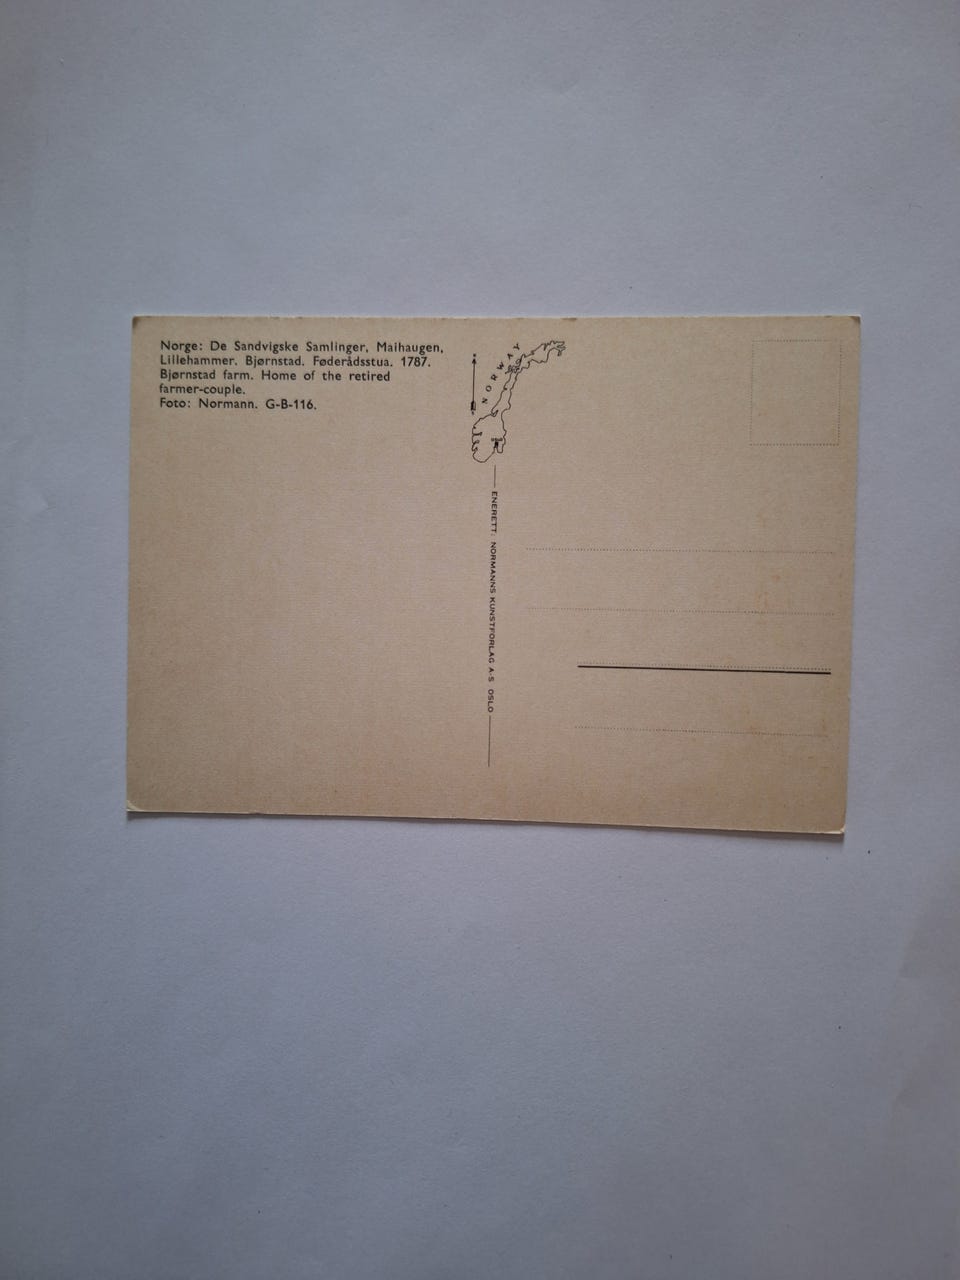 Norge: De Sandvigske Samlinger, Maihaugen,
Lillehammer. Bjørnstad. Føderådsstua. 1787.
Bjørnstad farm. Home of the retired
farmer-couple.
Foto: Normann. G-B-116.
NORWAY
OSLO
ENERETT: NORMANNS KUNSTFORLAG A-S OSLO